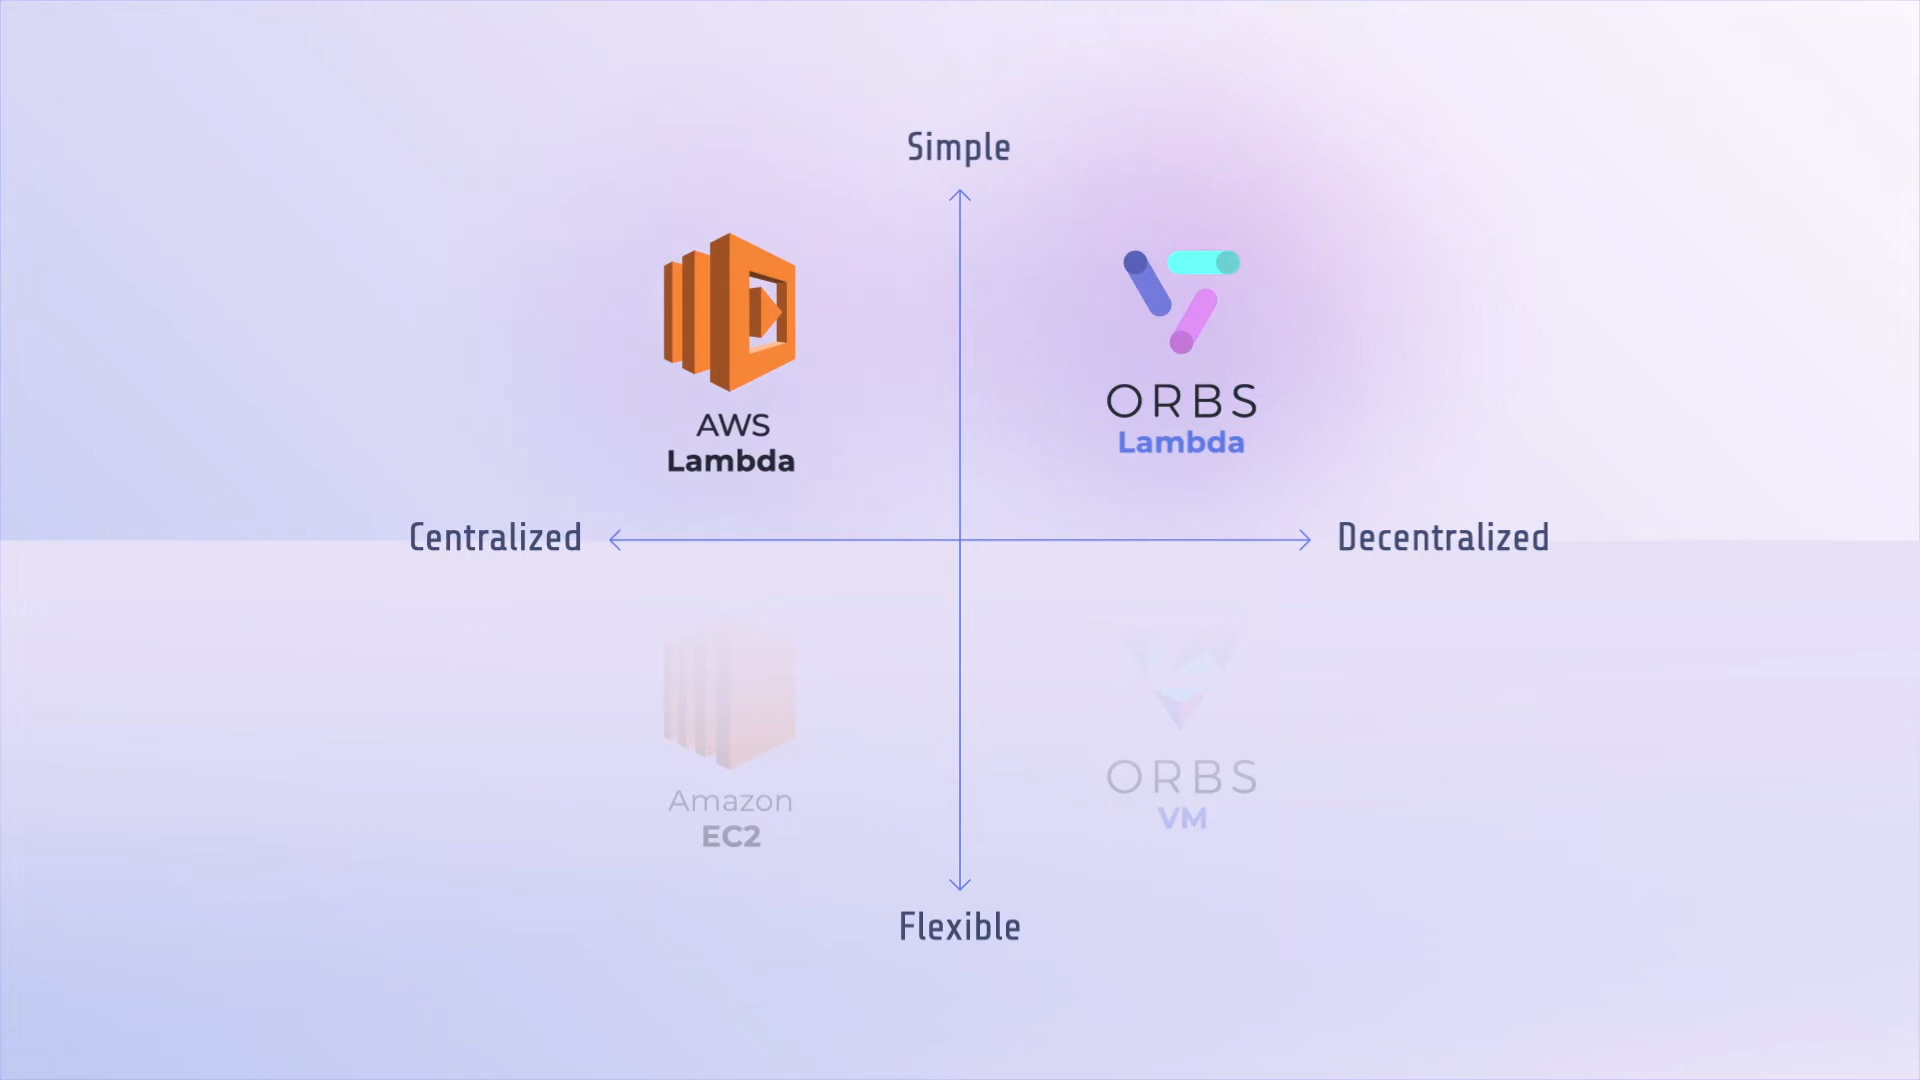 Simple
AWS
Lambda
ORBS
Lambda
Centralized
Decentralized
Amazon
EC2
ORBS
VM
Flexible